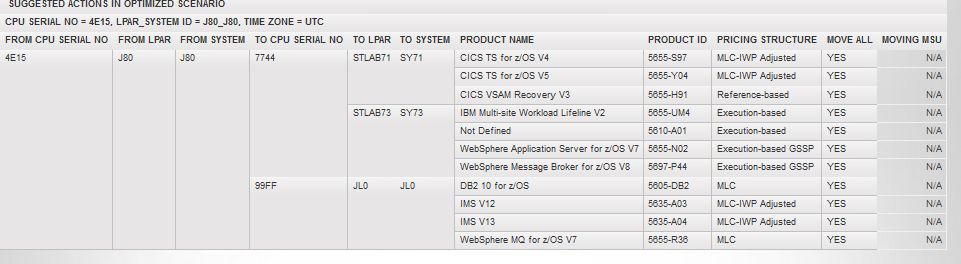 SUGGESTED ACTIONS IN OPTIMIZED SCENARIO
CPU SERIAL NO = 4E15, LPAR_SYSTEM ID = J80_J80, TIME ZONE = UTC
FROM CPU SERIAL NO FROM LPAR FROM SYSTEM TO CPU SERIAL NO TO LPAR TO SYSTEM PRODUCT NAME PRODUCT ID PRICING STRUCTURE MOVE ALL MOVING MSU
4E15 J80 J80 7744 STLAB71 SY71 CICS TS for z/OS V4 5655-S97 MLC-IWP Adjusted YES N/A
CICS TS for z/OS V5 5655-Y04 MLC-IWP Adjusted YES N/A
CICS VSAM Recovery V3 5655-H91 Reference-based YES N/A
STLAB73 SY73 IBM Multi-site Workload Lifeline V2 5655-UM4 Execution-based YES N/A
Not Defined 5610-A01 Execution-based YES N/A
WebSphere Application Server for z/OS V7 5655-N02 Execution-based GSSP YES N/A
WebSphere Message Broker for z/OS V8 5697-P44 Execution-based GSSP YES N/A
99FF JL0 JL0 DB2 10 for z/OS 5605-DB2 MLC YES N/A
IMS V12 5635-A03 MLC-IWP Adjusted YES N/A
IMS V13 5635-A04 MLC-IWP Adjusted YES N/A
WebSphere MQ for z/OS V7 5655-R36 MLC YES N/A